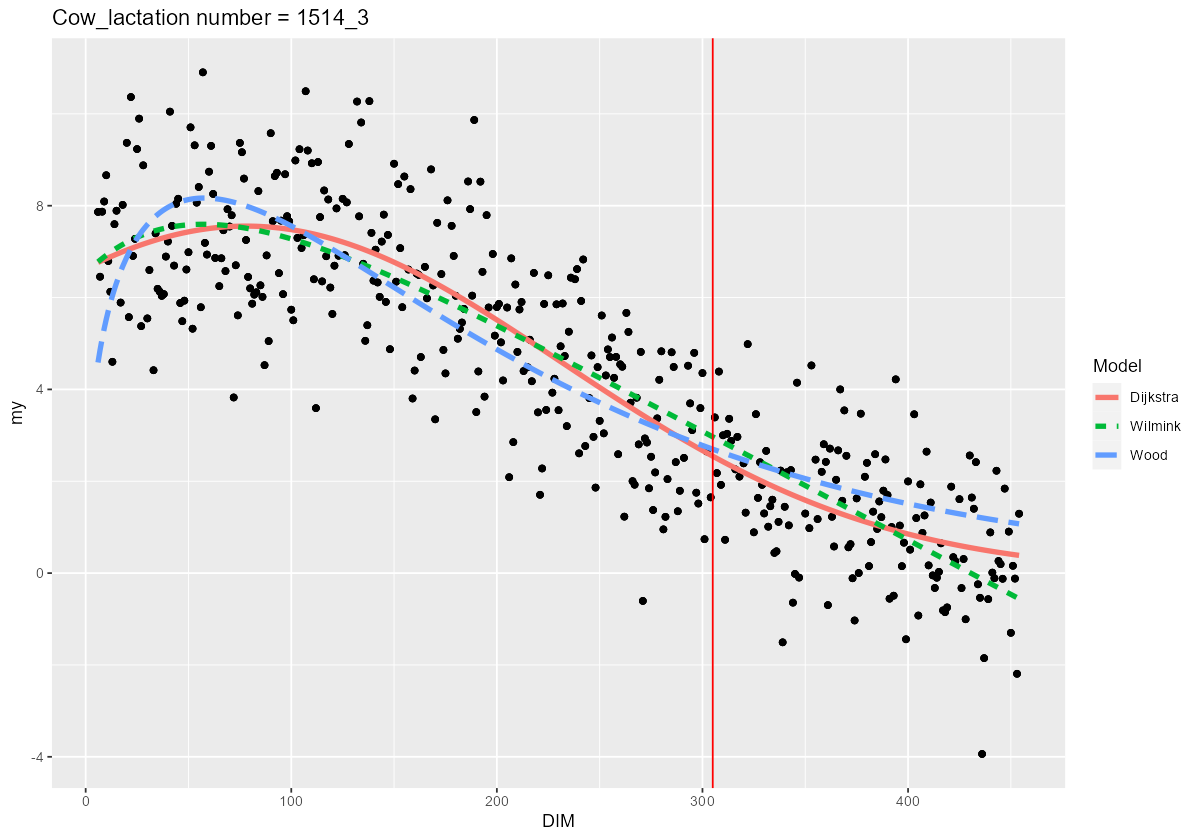 Cow_lactation number = 1514_3
my
8
4
0
-4
0 100 200 300 400
DIM
Model
Dijkstra
Wilmink
Wood